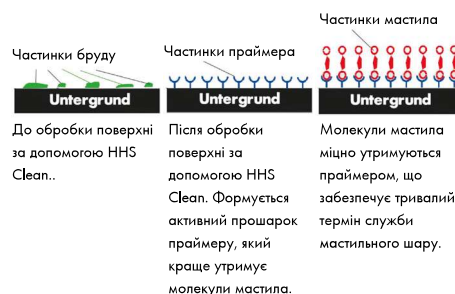 Частинки бруду
Untergrund
До обробки поверхні
за допомогою HHS
Clean..
Частинки праймера
Untergrund
Після обробки
поверхні за
допомогою HHS
Clean. Формується
активний прошарок
праймеру, який
краще утримує
молекули мастила.
Частинки мастила
Untergrund
Молекули мастила
міцно утримуються
праймером, що
забезпечує тривалий
термін служби
мастильного шару.